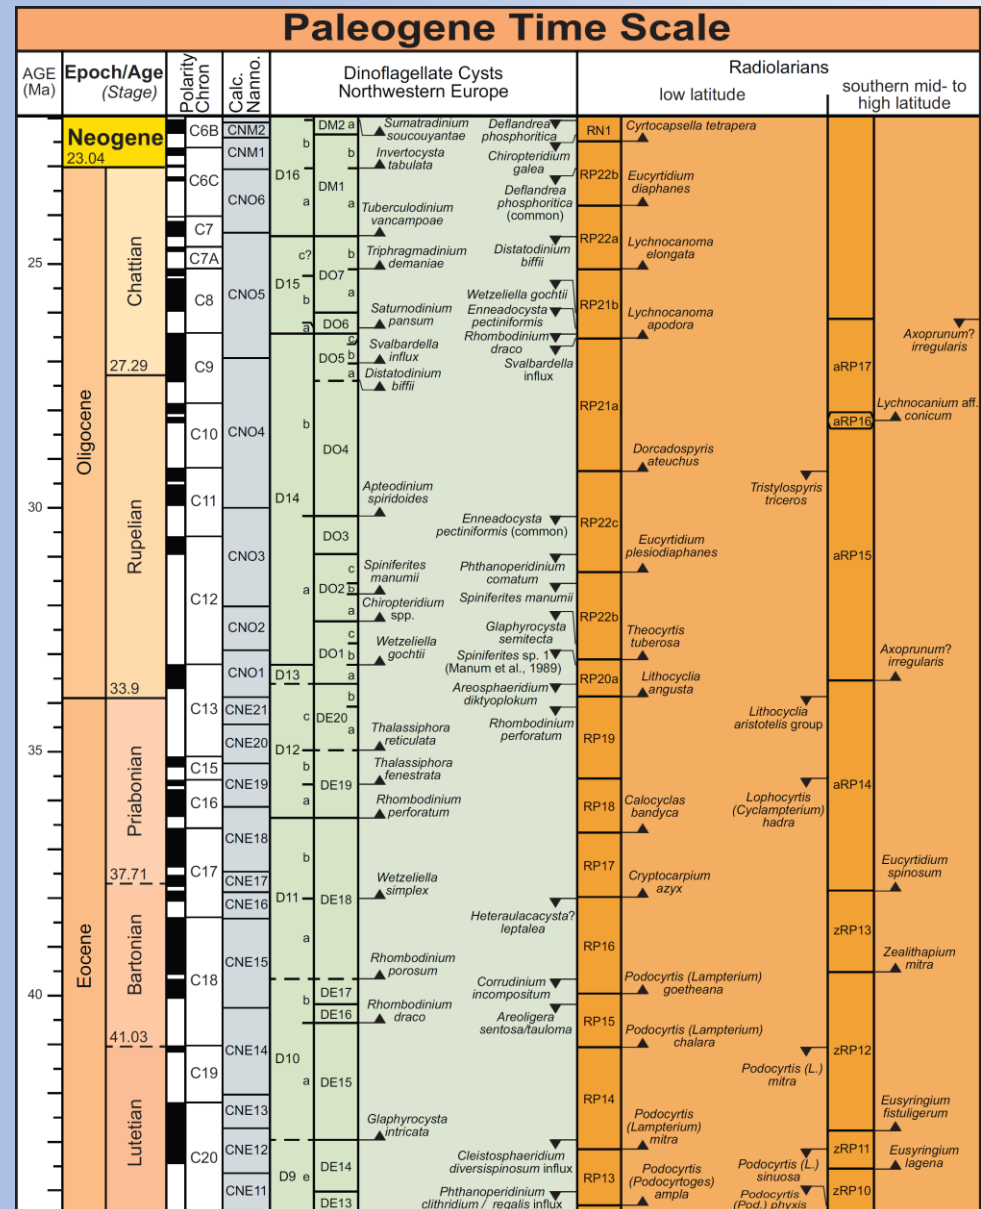 Paleogene Time Scale
AGE
(Ma)
Epoch/Age
(Stage)
Polarity
Chron
Calc.
Nanno.
Dinoflagellate Cysts
Northwestern Europe
Radiolarians
low latitude
southern mid- to
high latitude
25
30
35
40
Neogene
23.04
Oligocene
Eocene
Chattian
27.29
Rupelian
33.9
Priabonian
37.71
Bartonian
41.03
Lutetian
C6B
C6C
C7
C7A
C8
C9
C10
C11
C12
C13
C15
C16
C17
C18
C19
C20
CNM2
CNM1
CNO6
CNO5
CNO4
CNO3
CNO2
CNO1
CNE21
CNE20
CNE19
CNE18
CNE17
CNE16
CNE15
CNE14
CNE13
CNE12
CNE11
D16
b
a
D15
c?
b
a
D14
b
a
D13
D12
c
b
a
D11
b
a
D10
b
a
D9 e
DM2 a
DM1
b
a
DO7
b
a
DO6
DO5
c
b
a
DO4
DO3
DO2
c
b
a
DO1
c
b
a
DE20
b
a
DE19
DE18
DE17
DE16
DE15
DE14
DE13
Sumatradinium
soucouyantae
Invertocysta
tabulata
Tuberculodinium
vancampoae
Triphragmadinium
demaniae
Saturnodinium
pansum
Svalbardella
influx
Distatodinium
biffii
Apteodinium
spiridoides
Spiniferites
manumii
Chiropteridium
spp.
Wetzeliella
gochtii
Thalassiphora
reticulata
Thalassiphora
fenestrata
Rhombodinium
perforatum
Wetzeliella
simplex
Rhombodinium
porosum
Rhombodinium
draco
Glaphyrocysta
intricata
Deflandrea
phosphoritica
Chiropteridium
galea
Deflandrea
phosphoritica
(common)
Distatodinium
biffii
Wetzeliella gochtii
Enneadocysta
pectiniformis
Rhombodinium
draco
Svalbardella
influx
Enneadocysta
pectiniformis (common)
Phthanoperidinium
comatum
Spiniferites manumii
Glaphyrocysta
semitecta
Spiniferites sp. 1
(Manum et al., 1989)
Areosphaeridium
diktyoplokum
Rhombodinium
perforatum
Heteraulacacysta?
leptalea
Corrudinium
incompositum
Areoligera
sentosa/tauloma
Cleistosphaeridium
diversispinosum influx
Phthanoperidinium
clithridium / regalis influx
RN1
RP22b
RP22a
RP21b
RP21a
RP22c
RP22b
RP20a
RP19
RP18
RP17
RP16
RP15
RP14
RP13
Cyrtocapsella tetrapera
Eucyrtidium
diaphanes
Lychnocanoma
elongata
Lychnocanoma
apodora
Dorcadospyris
ateuchus
Tristylospyris
triceros
Eucyrtidium
plesiodiaphanes
Theocyrtis
tuberosa
Lithocyclia
angusta
Lithocyclia
aristotelis group
Lophocyrtis
(Cyclampterium)
hadra
Calocyclas
bandyca
Cryptocarpium
azyx
Podocyrtis (Lampterium)
goetheana
Podocyrtis (Lampterium)
chalara
Podocyrtis (L.)
mitra
Podocyrtis
(Lampterium)
mitra
Podocyrtis (L.)
sinuosa
Podocyrtis
(Podocyrtoges)
ampla
Podocyrtis
(Pod.) phyxis
aRP17
aRP16
aRP15
aRP14
zRP13
zRP12
zRP11
zRP10
Axoprunum?
irregularis
Lychnocanium aff.
conicum
Axoprunum?
irregularis
Eucyrtidium
spinosum
Zealithapium
mitra
Eusyringium
fistuligerum
Eusyringium
lagena